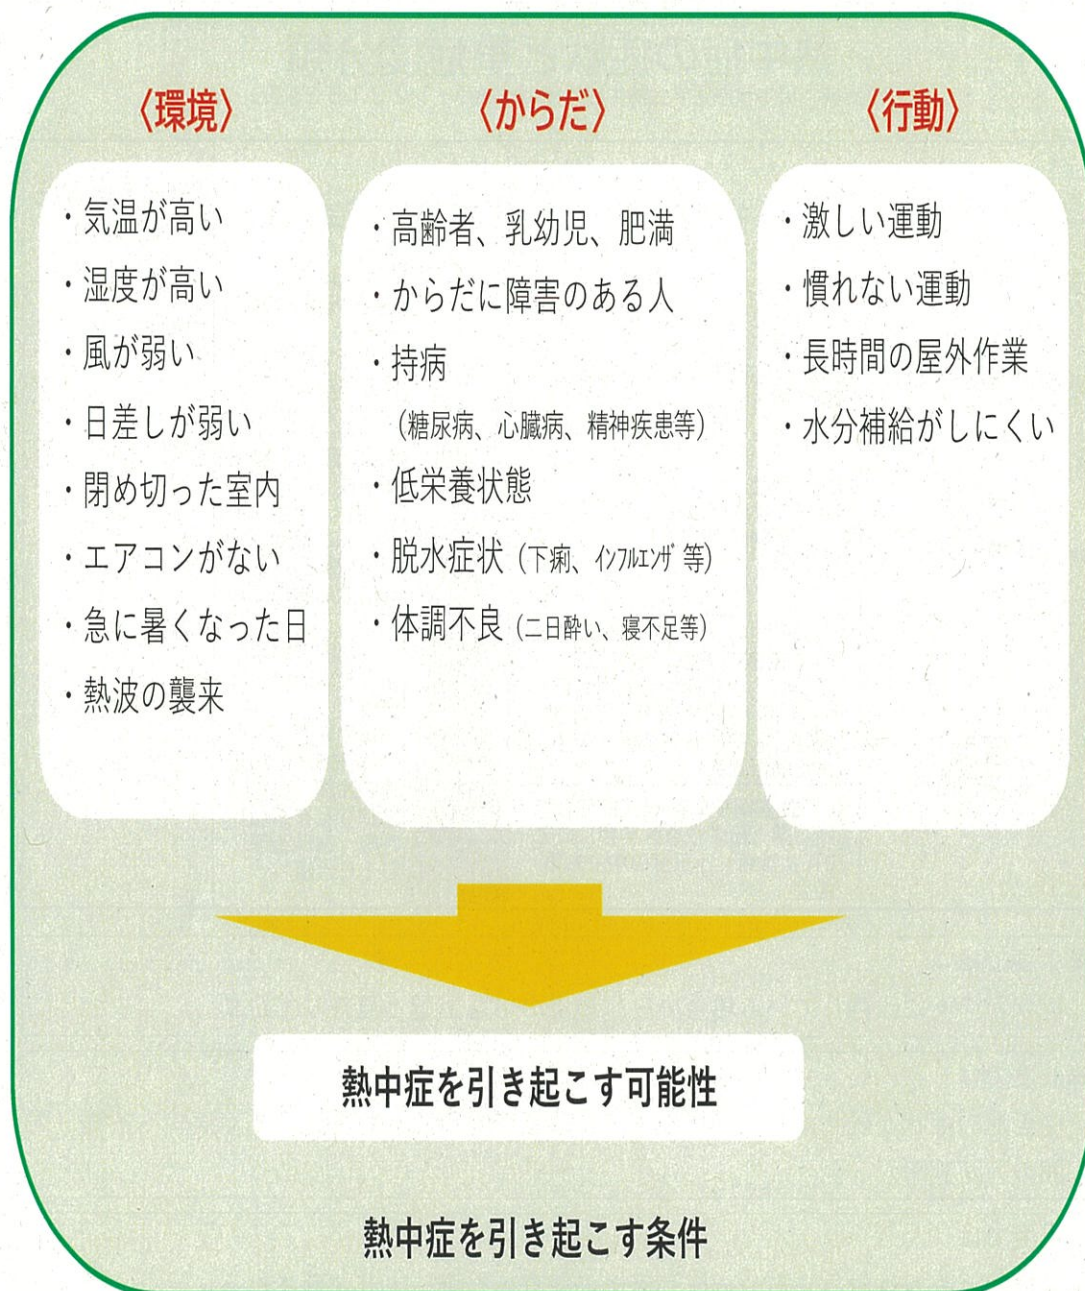 〈環境〉
・気温が高い
・湿度が高い
・風が弱い
・日差しが弱い
・閉め切った室内
・エアコンがない
・急に暑くなった日
・熱波の襲来
〈からだ〉
・高齢者、乳幼児、肥満
・からだに障害のある人
・持病
（糖尿病、心臓病、精神疾患等）
・低栄養状態
・脱水症状（下痢、ｲﾝﾌﾙｴﾝｻﾞ等）
・体調不良（二日酔い、寝不足等）
〈行動〉
・激しい運動
・慣れない運動
・長時間の屋外作業
・水分補給がしにくい
熱中症を引き起こす可能性
熱中症を引き起こす条件